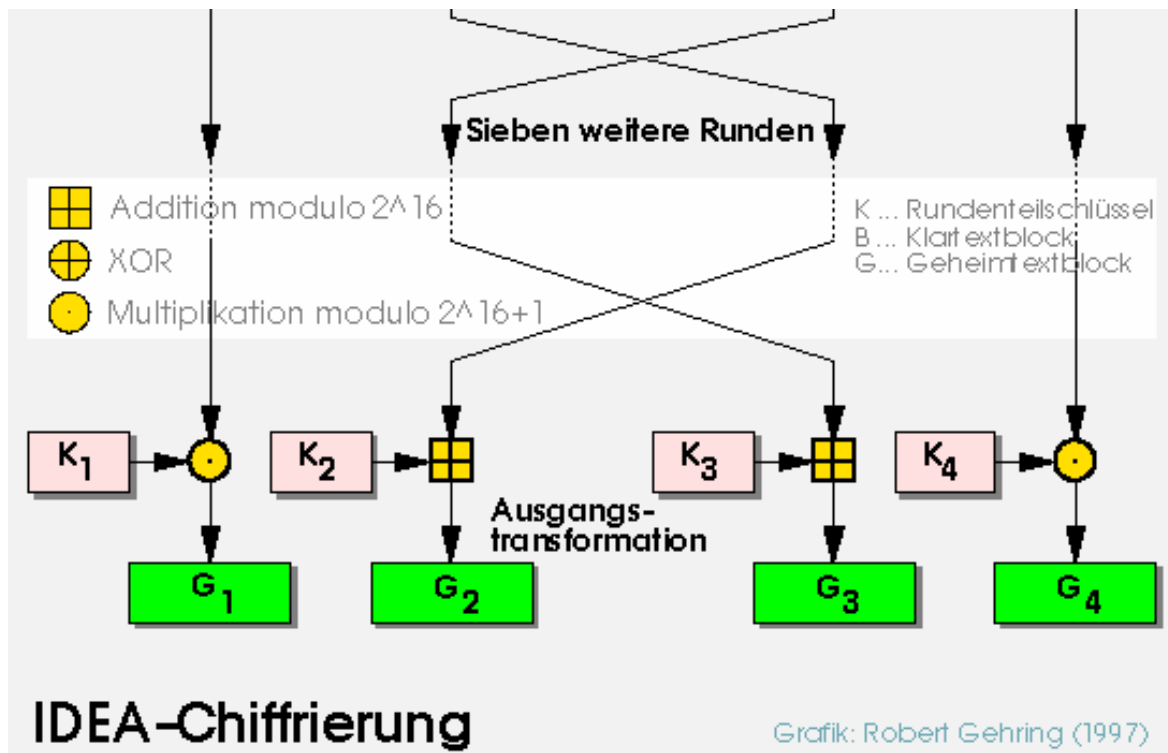 Sieben weitere Runden
Addition modulo 2^16
XOR
Multiplikation modulo 2^16+1
K ... Rundenteilschlüssel
B ... Klartextblock
G... Geheimtextblock
K1
K2
K3
K4
Ausgangs-
transformation
G1
G2
G3
G4
IDEA-Chiffrierung
Grafik: Robert Gehring (1997)